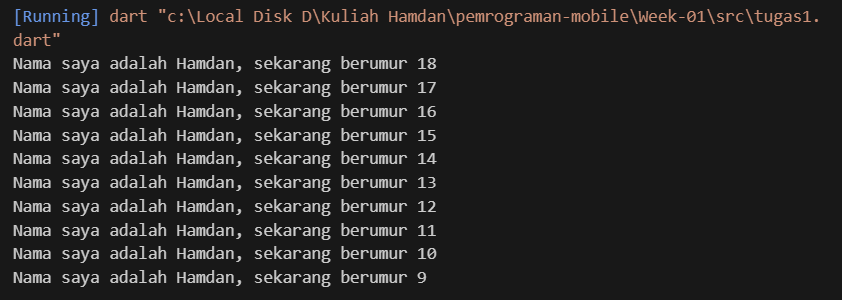 [Running] dart "c:\Local Disk D\Kuliah Hamdan\pemrograman-mobile\Week-01\src\tugas1.
dart"
Nama saya adalah Hamdan, sekarang berumur 18
Nama saya adalah Hamdan, sekarang berumur 17
Nama saya adalah Hamdan, sekarang berumur 16
Nama saya adalah Hamdan, sekarang berumur 15
Nama saya adalah Hamdan, sekarang berumur 14
Nama saya adalah Hamdan, sekarang berumur 13
Nama saya adalah Hamdan, sekarang berumur 12
Nama saya adalah Hamdan, sekarang berumur 11
Nama saya adalah Hamdan, sekarang berumur 10
Nama saya adalah Hamdan, sekarang berumur 9